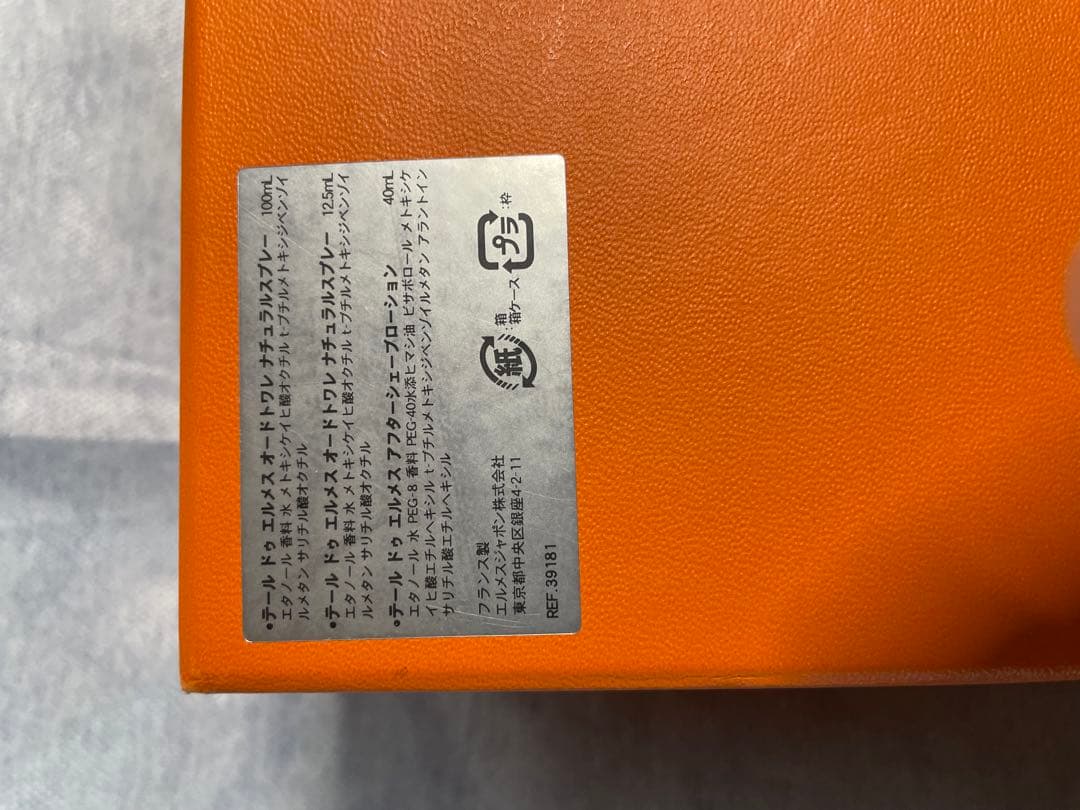 ●テール ドゥ エルメス オードトワレ ナチュラルスプレー 100mL
エタノール 香料 水 メトキシケイヒ酸オクチル t-ブチルメトキシジベンゾイ
ルメタン サリチル酸オクチル
●テール ドゥ エルメス オードトワレ ナチュラルスプレー 12.5mL
エタノール 香料 水 メトキシケイヒ酸オクチル t-ブチルメトキシジベンゾイ
ルメタン サリチル酸オクチル
●テール ドゥ エルメス アフターシェーブローション 40mL
エタノール 水 PEG-8 香料 PEG-40水添ヒマシ油 ビサボロール メトキシケ
イヒ酸エチルヘキシル t-ブチルメトキシジベンゾイルメタン アラントイン
サリチル酸エチルヘキシル
フランス製
エルメスジャポン株式会社
東京都中央区銀座4-2-11
REF.39181
紙
:箱
箱ケース
プラ
:枠